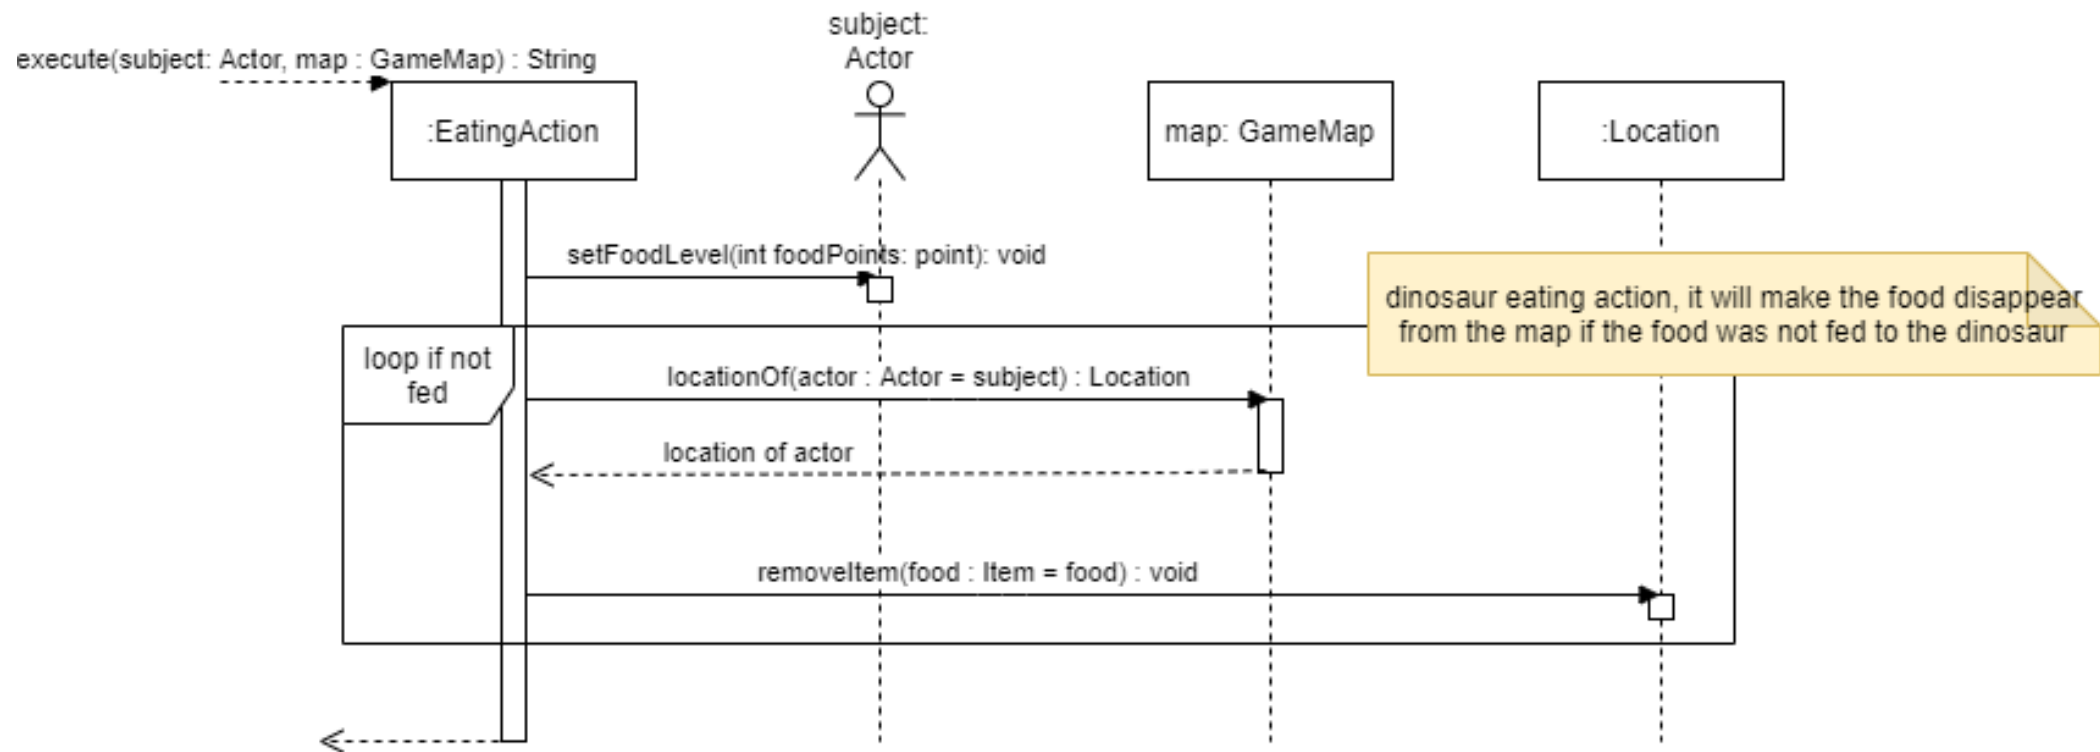 subject:
Actor
execute(subject: Actor, map : GameMap) : String
:EatingAction
map: GameMap
:Location
setFoodLevel(int foodPoints: point): void
dinosaur eating action, it will make the food disappear
from the map if the food was not fed to the dinosaur
loop if not
fed
locationOf(actor : Actor = subject) : Location
location of actor
removeItem(food : Item = food) : void